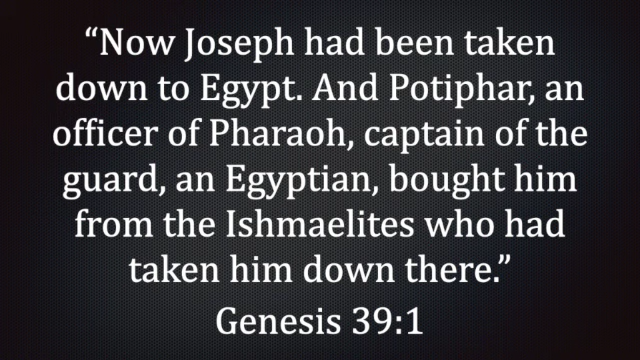 “Now Joseph had been taken
down to Egypt. And Potiphar, an
officer of Pharaoh, captain of the
guard, an Egyptian, bought him
from the Ishmaelites who had
taken him down there.”
Genesis 39:1